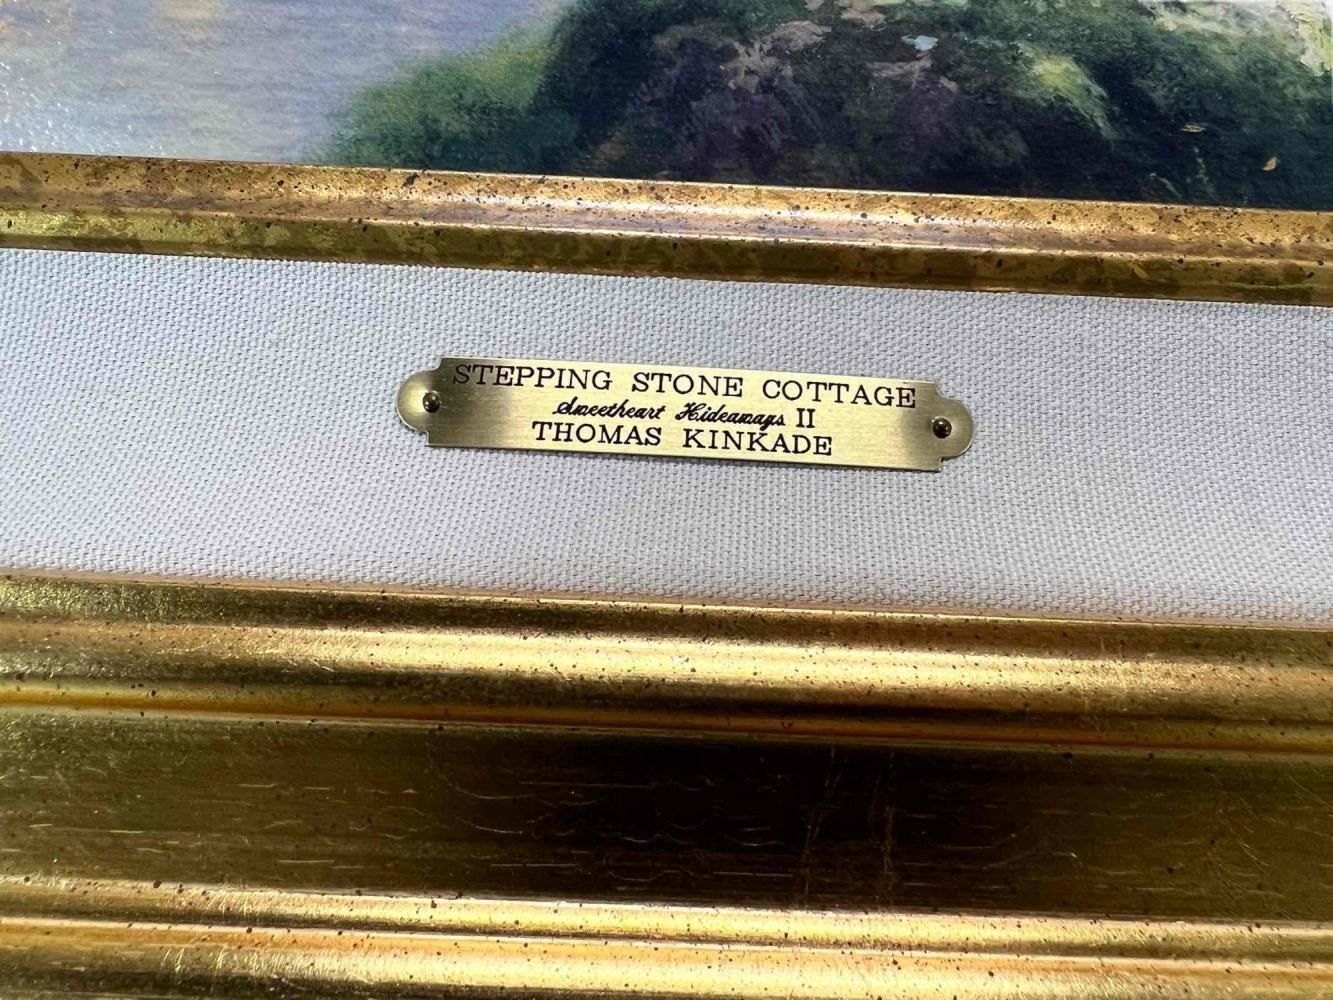 STEPPING STONE COTTAGE
Sweetheart Hideaways II
THOMAS KINKADE